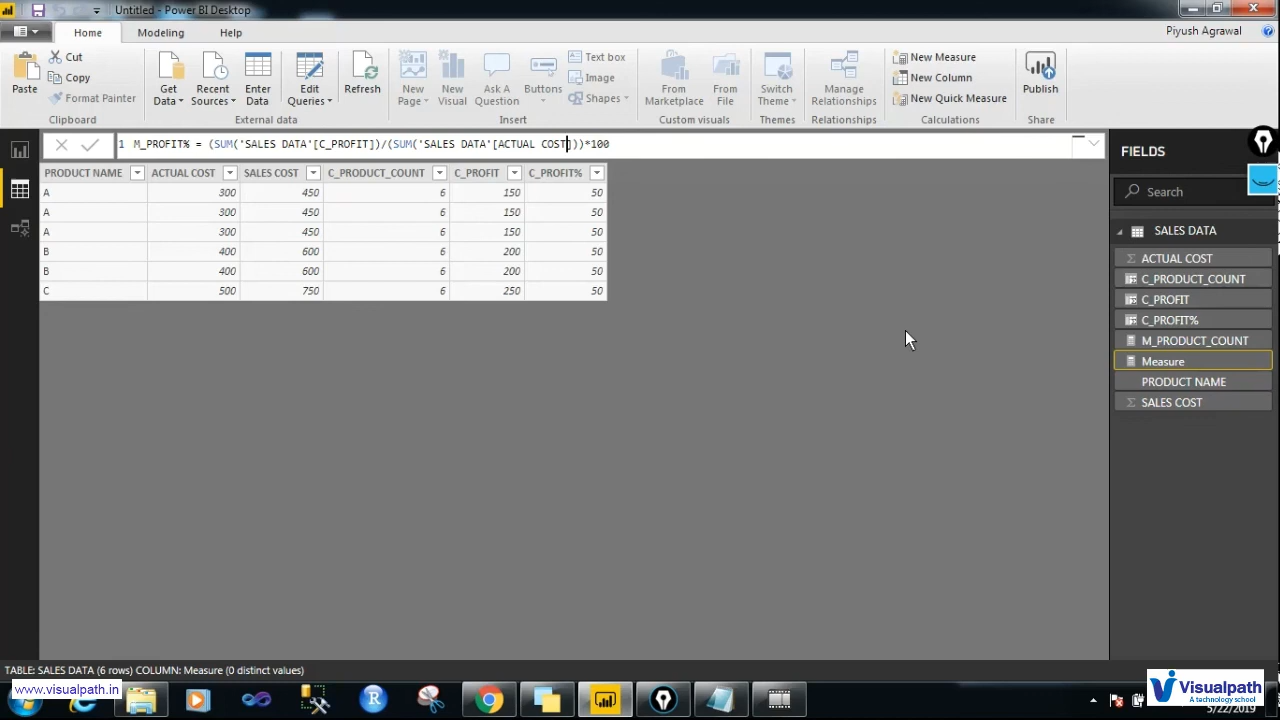 Untitled - Power BI Desktop
Home Modeling Help
Piyush Agrawal
Paste
Cut
Copy
Format Painter
Clipboard
Get Data
Recent Sources
Enter Data
Edit Queries
Refresh
External data
New Page
New Visual
Ask A Question
Buttons
Text box
Image
Shapes
Insert
From Marketplace
From File
Custom visuals
Switch Theme
Themes
Manage Relationships
Relationships
New Measure
New Column
New Quick Measure
Calculations
Publish
Share
1 M_PROFIT% = (SUM('SALES DATA'[C_PROFIT])/(SUM('SALES DATA'[ACTUAL COST]))*100
PRODUCT NAME ACTUAL COST SALES COST C_PRODUCT_COUNT C_PROFIT C_PROFIT%
A 300 450 6 150 50
A 300 450 6 150 50
A 300 450 6 150 50
B 400 600 6 200 50
B 400 600 6 200 50
C 500 750 6 250 50
FIELDS
Search
SALES DATA
ACTUAL COST
C_PRODUCT_COUNT
C_PROFIT
C_PROFIT%
M_PRODUCT_COUNT
Measure
PRODUCT NAME
SALES COST
TABLE: SALES DATA (6 rows) COLUMN: Measure (0 distinct values)
www.visualpath.in
Visualpath
A technology school
5/22/2019